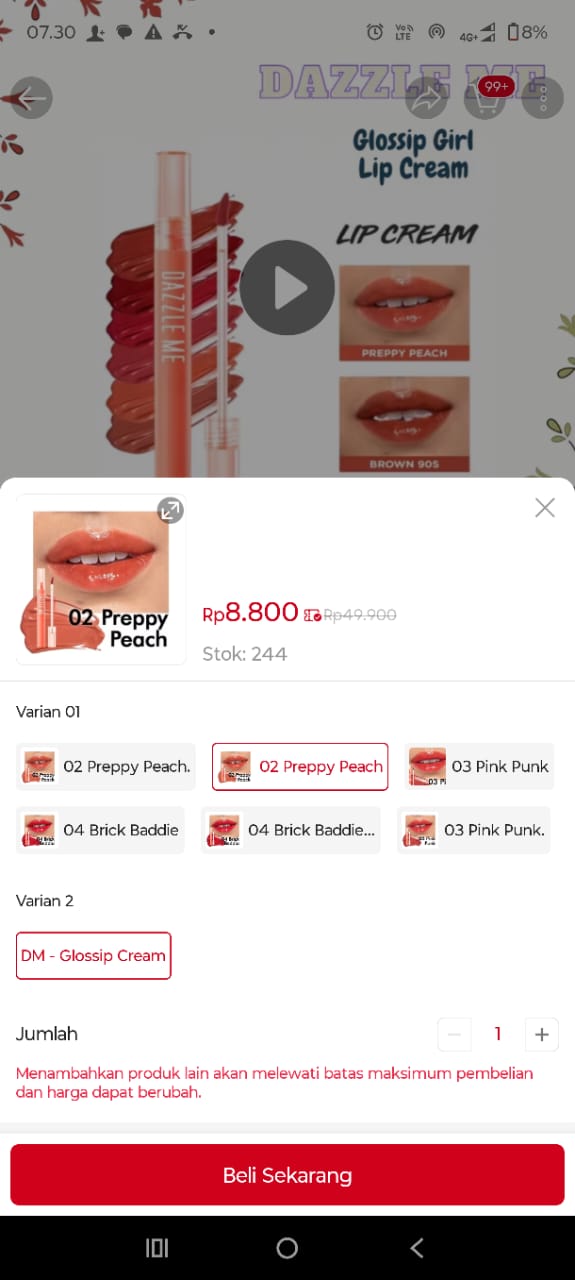 07.30
Vo)) LTE
4G+
8%
DAZZLE ME
99+
Glossip Girl
Lip Cream
LIP CREAM
DAZZLE ME
PREPPY PEACH
BROWN 90S
02 Preppy
Peach
Rp8.800 Rp49.900
Stok: 244
Varian 01
02 Preppy Peach.
02 Preppy Peach
03 Pink Punk
04 Brick Baddie
04 Brick Baddie...
03 Pink Punk.
Varian 2
DM - Glossip Cream
Jumlah
1
Menambahkan produk lain akan melewati batas maksimum pembelian
dan harga dapat berubah.
Beli Sekarang